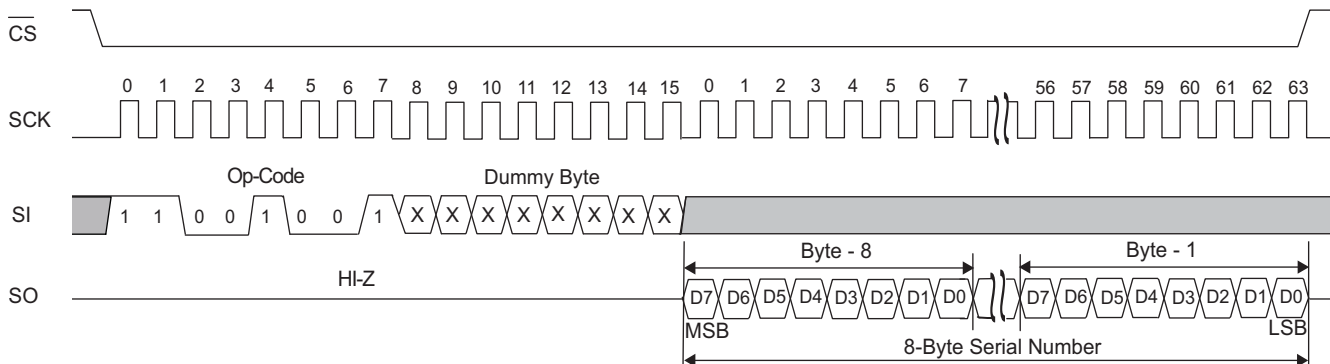 CS
0 1 2 3 4 5 6 7 8 9 10 11 12 13 14 15 0 1 2 3 4 5 6 7 56 57 58 59 60 61 62 63
SCK
Op-Code Dummy Byte
SI 1 1 0 0 1 0 0 1 X X X X X X X X
Byte - 8 Byte - 1
HI-Z
SO D7 D6 D5 D4 D3 D2 D1 D0 D7 D6 D5 D4 D3 D2 D1 D0
MSB LSB
8-Byte Serial Number